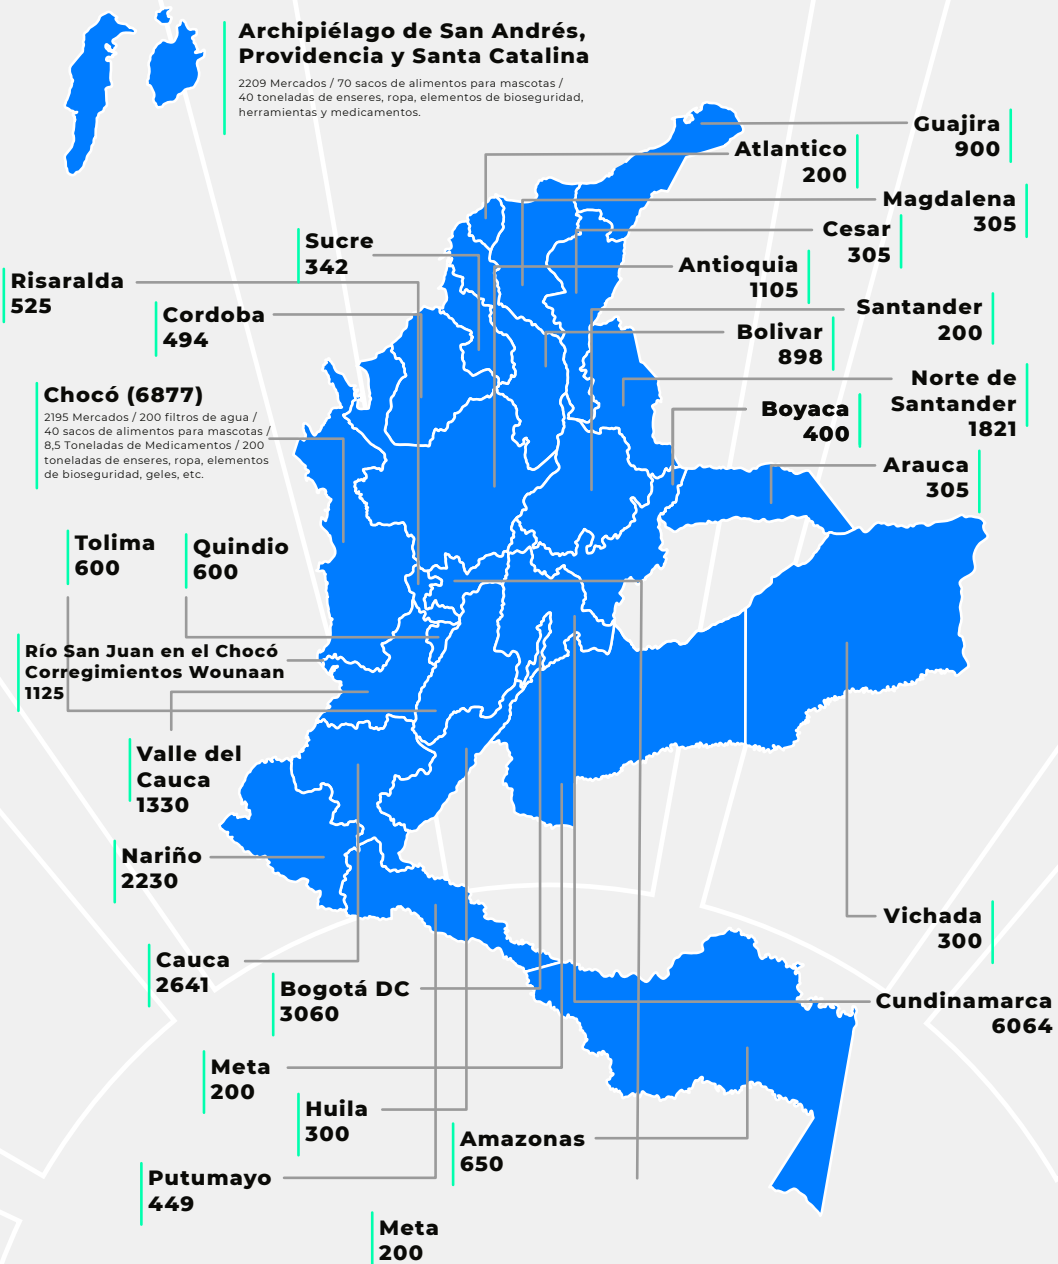 Archipiélago de San Andrés,
Providencia y Santa Catalina
2209 Mercados / 70 sacos de alimentos para mascotas /
40 toneladas de enseres, ropa, elementos de bioseguridad,
herramientas y medicamentos.
Guajira
900
Atlantico
200
Magdalena
305
Cesar
305
Sucre
342
Antioquia
1105
Risaralda
525
Cordoba
494
Santander
200
Bolivar
898
Chocó (6877)
2195 Mercados / 200 filtros de agua /
40 sacos de alimentos para mascotas /
8,5 Toneladas de Medicamentos / 200
toneladas de enseres, ropa, elementos
de bioseguridad, geles, etc.
Norte de
Santander
1821
Boyaca
400
Arauca
305
Tolima
600
Quindio
600
Río San Juan en el Chocó
Corregimientos Wounaan
1125
Valle del
Cauca
1330
Nariño
2230
Vichada
300
Cauca
2641
Bogotá DC
3060
Cundinamarca
6064
Meta
200
Huila
300
Amazonas
650
Putumayo
449
Meta
200